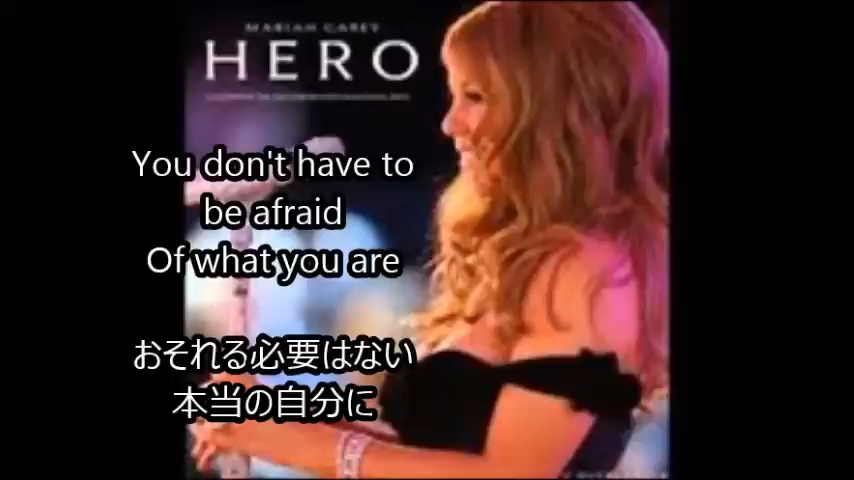 MARIAH CAREY
HERO
You don't have to
be afraid
Of what you are
おそれる必要はない
本当の自分に